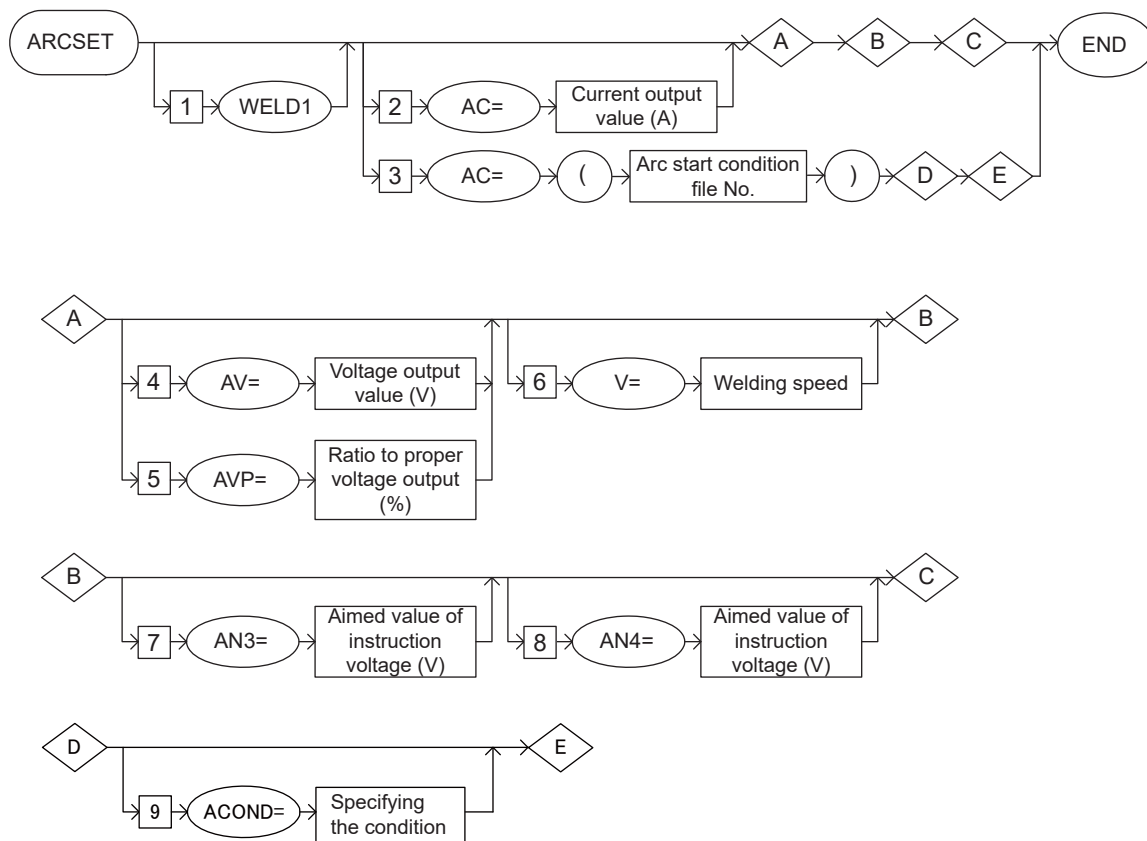 ARCSET
A
B
C
END
1
WELD1
2
AC=
Current output
value (A)
3
AC=
(
Arc start condition
file No.
)
D
E
A
B
4
AV=
Voltage output
value (V)
6
V=
Welding speed
5
AVP=
Ratio to proper
voltage output
(%)
B
C
7
AN3=
Aimed value of
instruction
voltage (V)
8
AN4=
Aimed value of
instruction
voltage (V)
D
E
9
ACOND=
Specifying
the condition